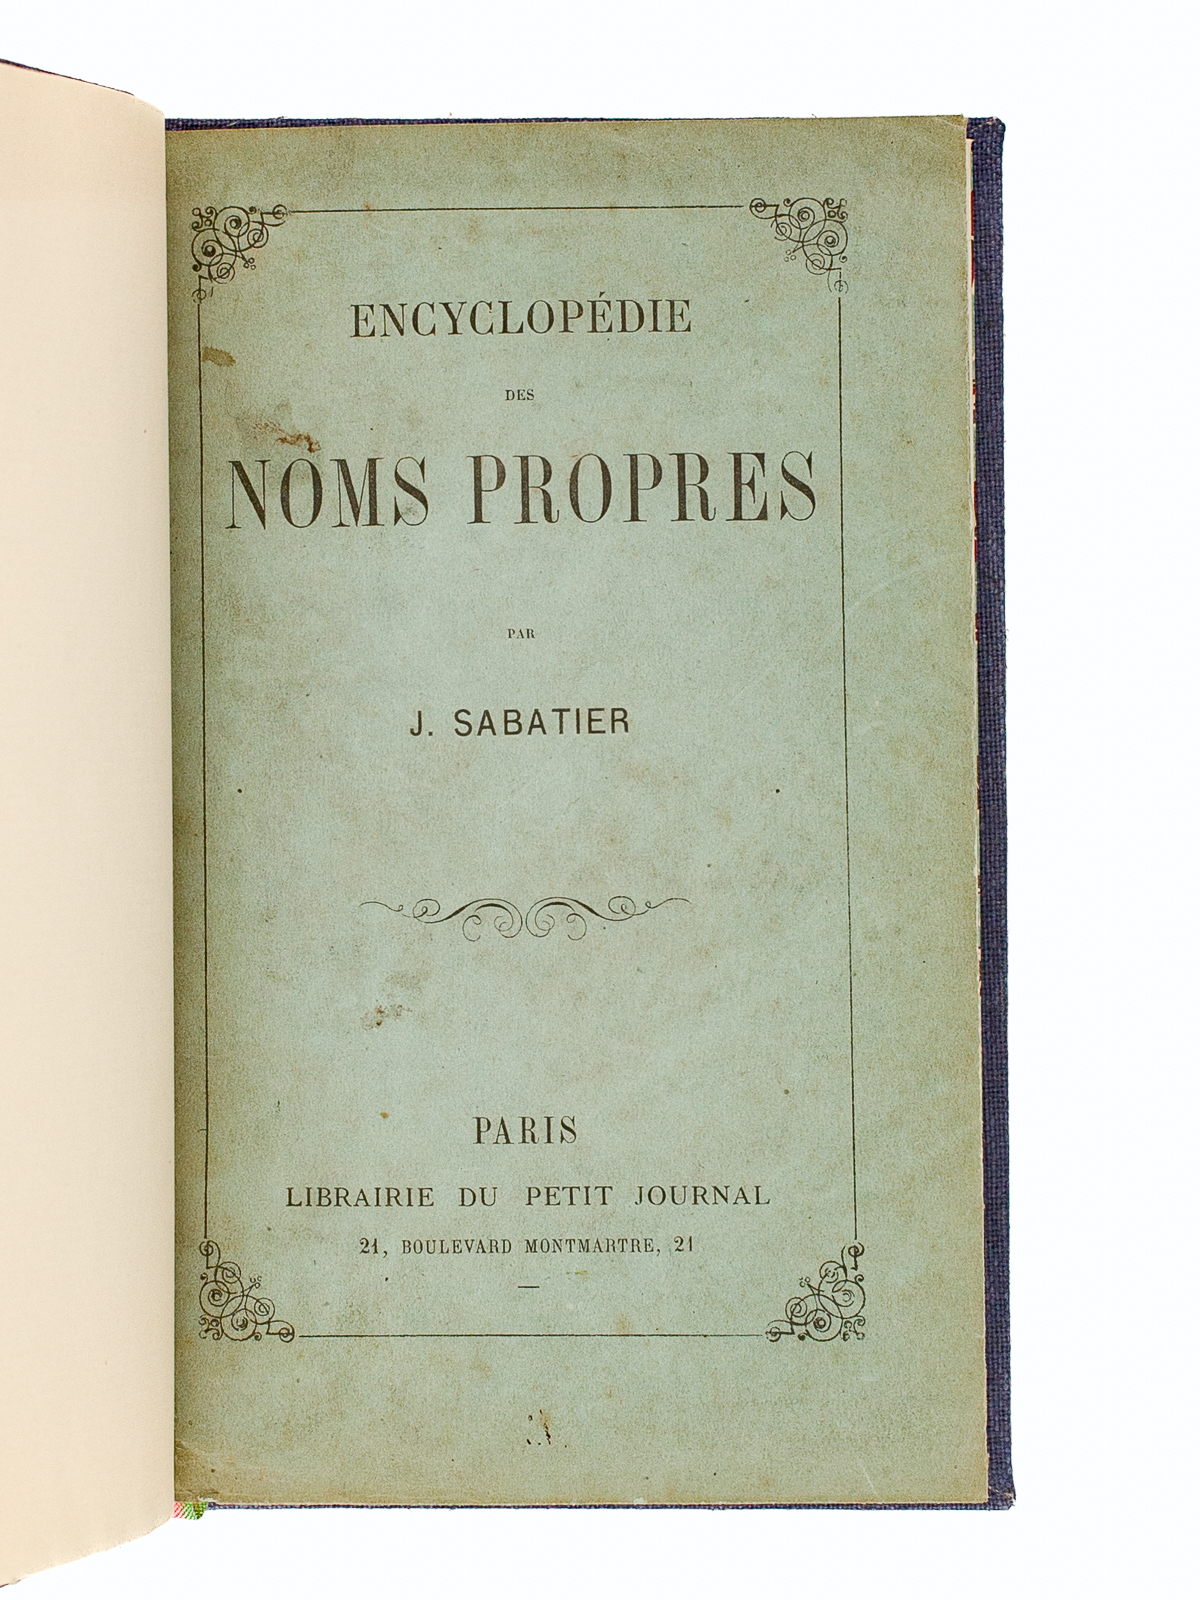 ENCYCLOPÉDIE
DES
NOMS PROPRES
PAR
J. SABATIER
PARIS
LIBRAIRIE DU PETIT JOURNAL
21, BOULEVARD MONTMARTRE, 21